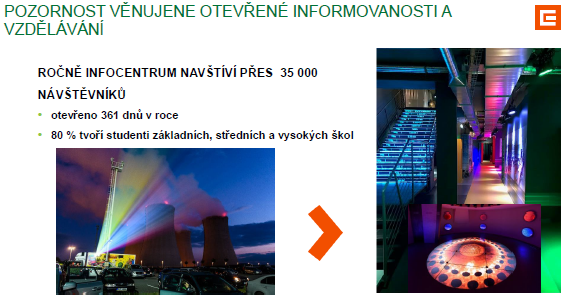 POZORNOST VĚNUJENE OTEVŘENÉ INFORMOVANOSTI A
VZDĚLÁVÁNÍ
ROČNĚ INFOCENTRUM NAVŠTÍVÍ PŘES 35 000
NÁVŠTĚVNÍKŮ
• otevřeno 361 dnů v roce
• 80 % tvoří studenti základních, středních a vysokých škol